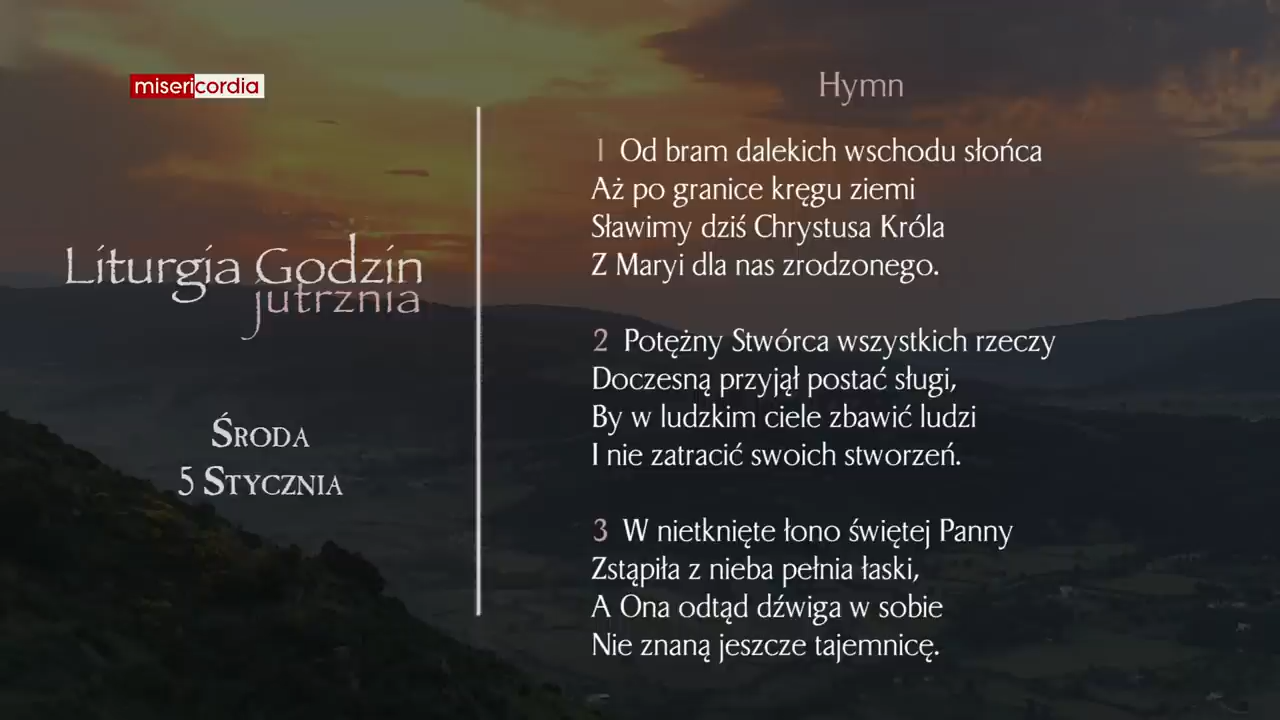 misericordia
Liturgia Godzin
jutrznia
Środa
5 Stycznia
Hymn
1 Od bram dalekich wschodu słońca
Aż po granice kręgu ziemi
Sławimy dziś Chrystusa Króla
Z Maryi dla nas zrodzonego.
2 Potężny Stwórca wszystkich rzeczy
Doczesną przyjął postać sługi,
By w ludzkim ciele zbawić ludzi
I nie zatracić swoich stworzeń.
3 W nietknięte łono świętej Panny
Zstąpiła z nieba pełnia łaski,
A Ona odtąd dźwiga w sobie
Nie znaną jeszcze tajemnicę.